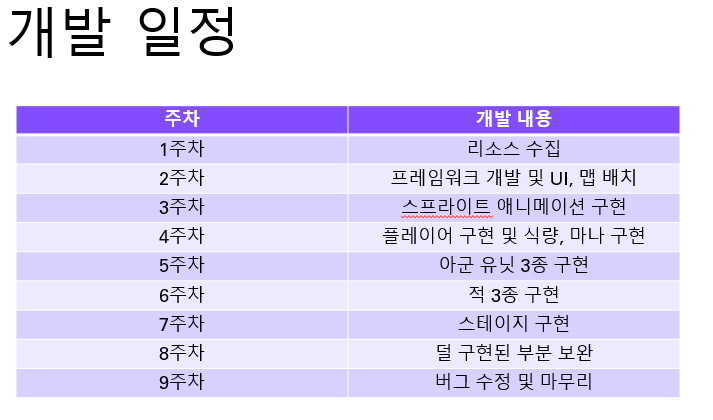 개발 일정
주차 개발 내용
1주차 리소스 수집
2주차 프레임워크 개발 및 UI, 맵 배치
3주차 스프라이트 애니메이션 구현
4주차 플레이어 구현 및 식량, 마나 구현
5주차 아군 유닛 3종 구현
6주차 적 3종 구현
7주차 스테이지 구현
8주차 덜 구현된 부분 보완
9주차 버그 수정 및 마무리